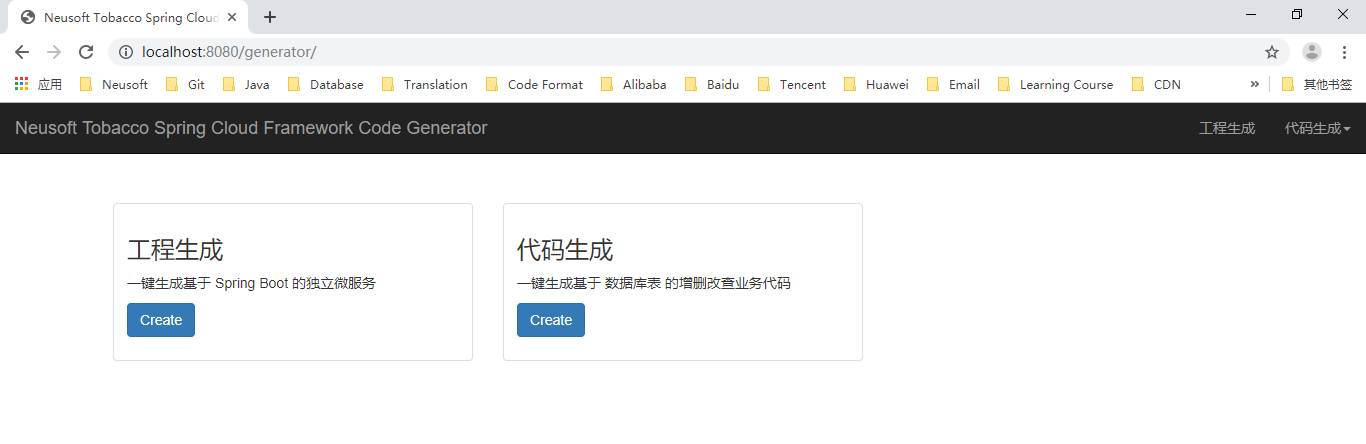 Neusoft Tobacco Spring Cloud
localhost:8080/generator/
应用 Neusoft Git Java Database Translation Code Format Alibaba Baidu Tencent Huawei Email Learning Course CDN » 其他书签
Neusoft Tobacco Spring Cloud Framework Code Generator 工程生成 代码生成
工程生成
一键生成基于 Spring Boot 的独立微服务
Create
代码生成
一键生成基于 数据库表 的增删改查业务代码
Create